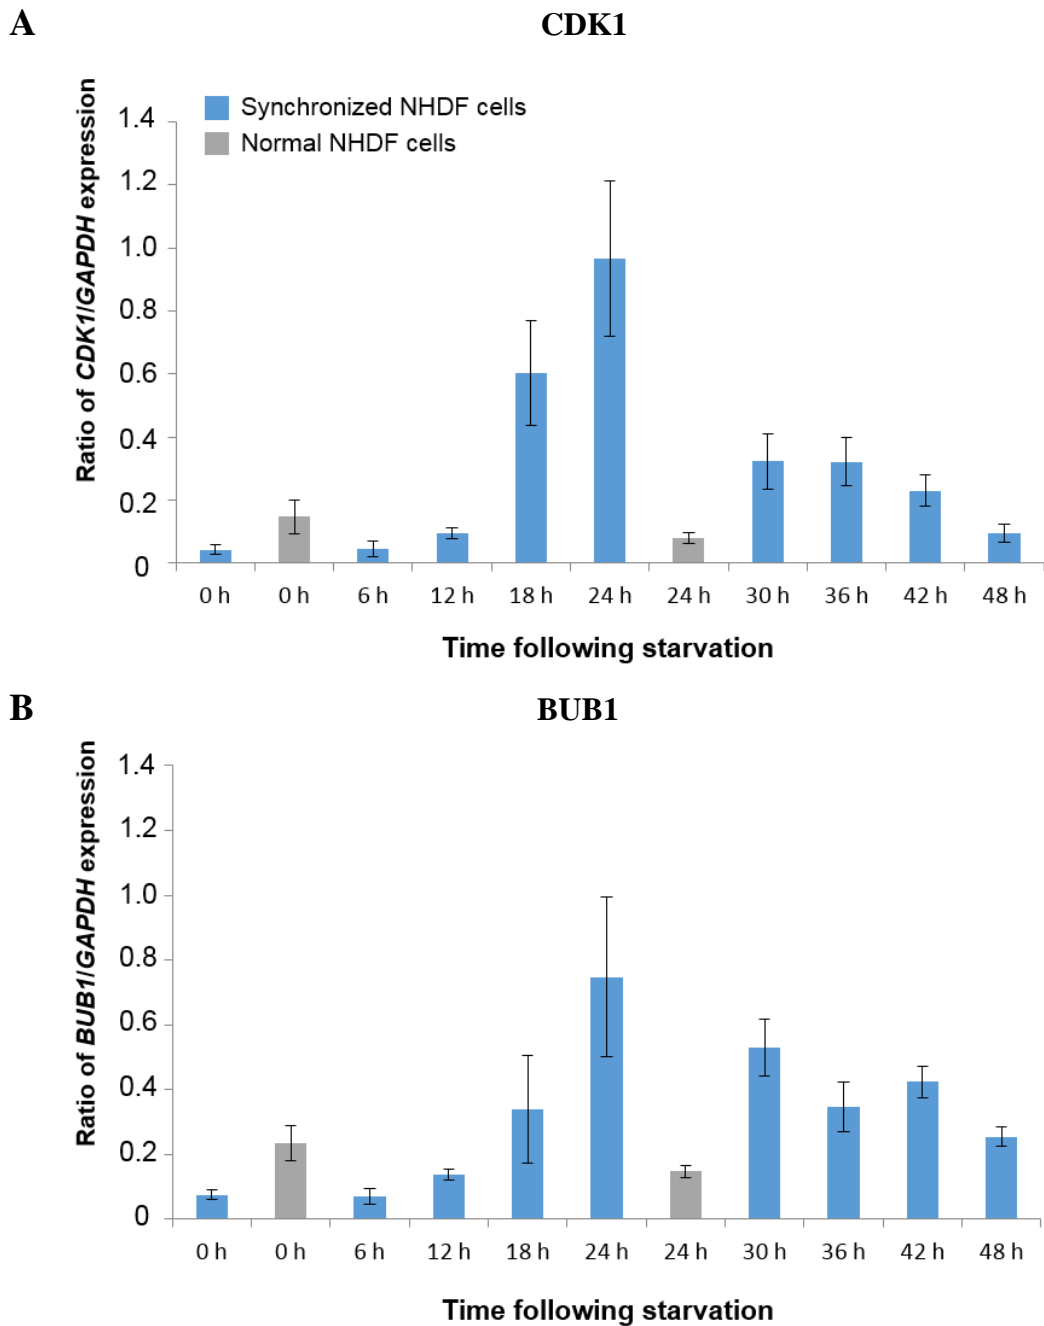 A
CDK1
Ratio of CDK1/GAPDH expression
Synchronized NHDF cells
Normal NHDF cells
1.4
1.2
1.0
0.8
0.6
0.4
0.2
0
0 h 0 h 6 h 12 h 18 h 24 h 24 h 30 h 36 h 42 h 48 h
Time following starvation
B
BUB1
Ratio of BUB1/GAPDH expression
1.4
1.2
1.0
0.8
0.6
0.4
0.2
0
0 h 0 h 6 h 12 h 18 h 24 h 24 h 30 h 36 h 42 h 48 h
Time following starvation